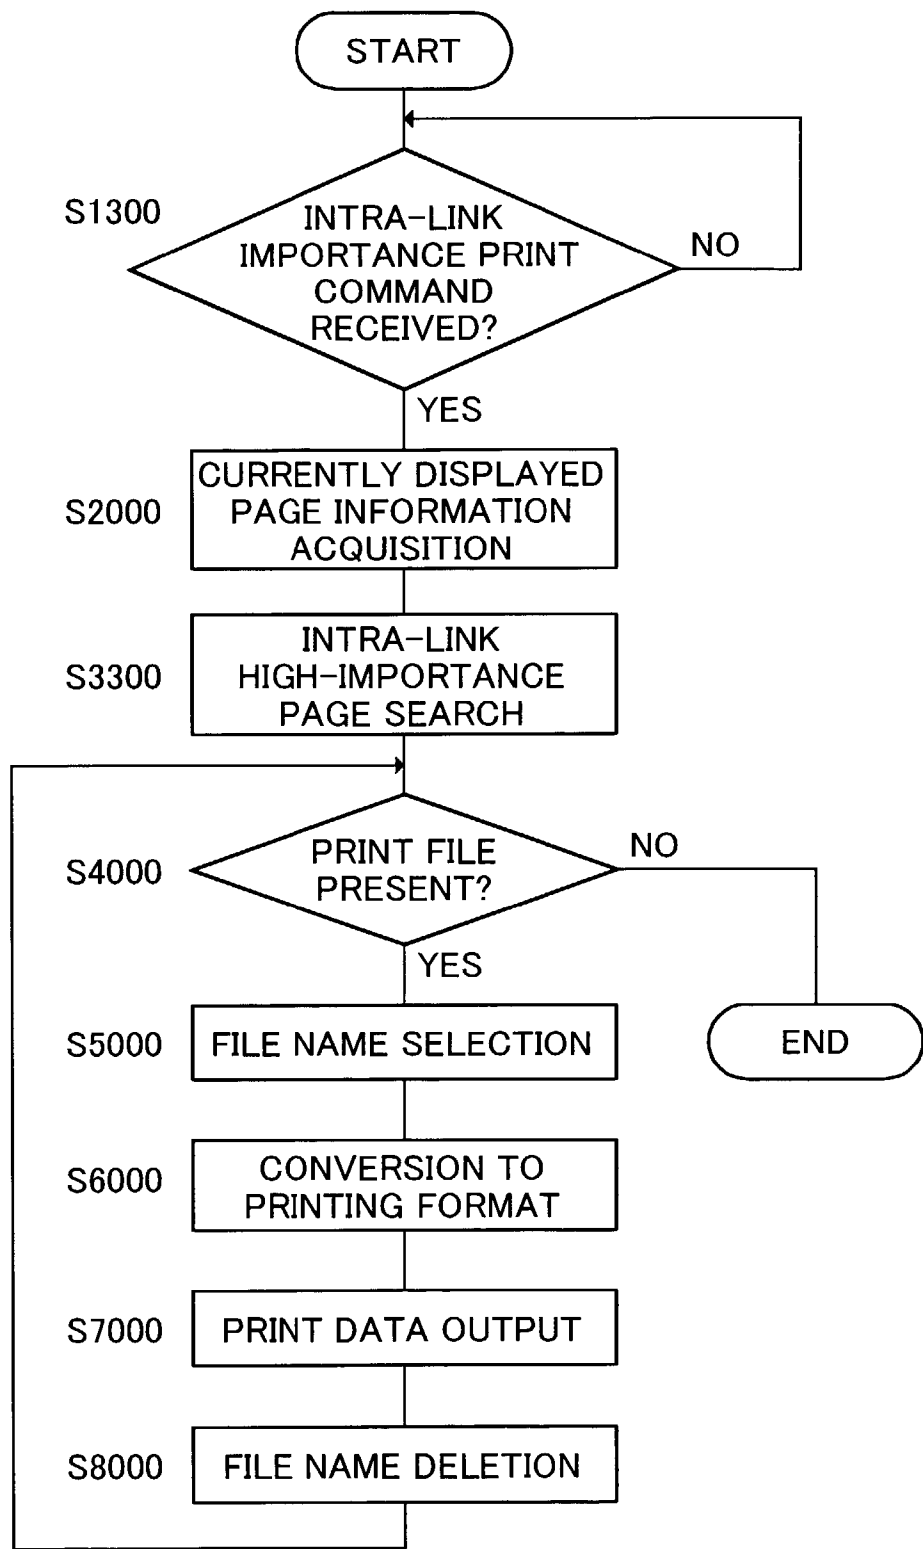 START
S1300
INTRA-LINK
IMPORTANCE PRINT
COMMAND
RECEIVED?
NO
YES
S2000
CURRENTLY DISPLAYED
PAGE INFORMATION
ACQUISITION
S3300
INTRA-LINK
HIGH-IMPORTANCE
PAGE SEARCH
S4000
PRINT FILE
PRESENT?
NO
YES
S5000
FILE NAME SELECTION
END
S6000
CONVERSION TO
PRINTING FORMAT
S7000
PRINT DATA OUTPUT
S8000
FILE NAME DELETION